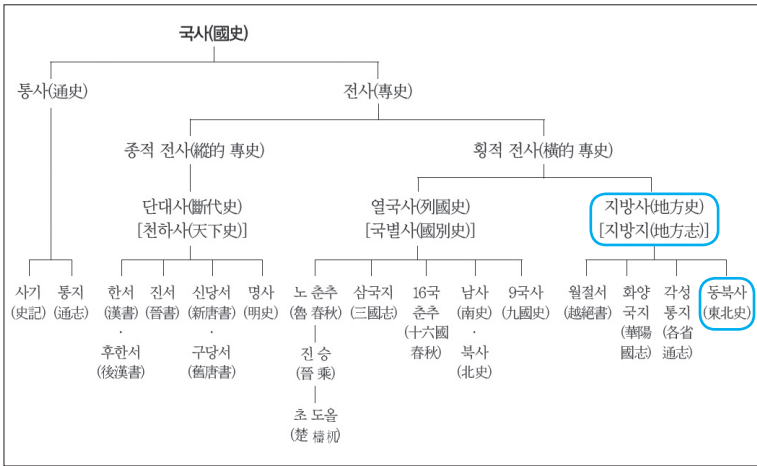 국사(國史)
통사(通史)
전사(專史)
종적 전사(縱的 專史)
횡적 전사(橫的 專史)
단대사(斷代史)
[천하사(天下史)]
열국사(列國史)
[국별사(國別史)]
지방사(地方史)
[지방지(地方志)]
사기
(史記)
통지
(通志)
한서
(漢書)
·
후한서
(後漢書)
진서
(晉書)
신당서
(新唐書)
·
구당서
(舊唐書)
명사
(明史)
노 춘추
(魯 春秋)
진 승
(晉 乘)
초 도올
(楚 檮杌)
삼국지
(三國志)
16국
춘추
(十六國
春秋)
남사
(南史)
·
북사
(北史)
9국사
(九國史)
월절서
(越絕書)
화양
국지
(華陽
國志)
각성
통지
(各省
通志)
동북사
(東北史)